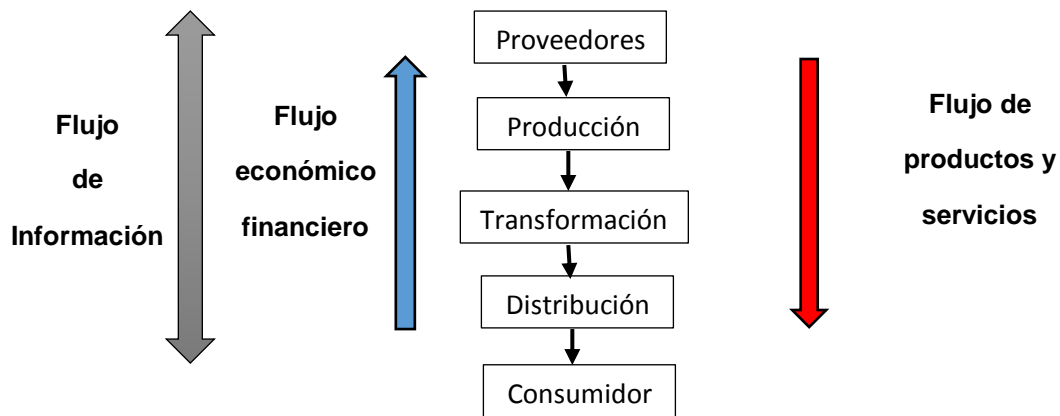 Flujo
de
Información
Flujo
económico
financiero
Proveedores
Producción
Transformación
Distribución
Consumidor
Flujo de
productos y
servicios